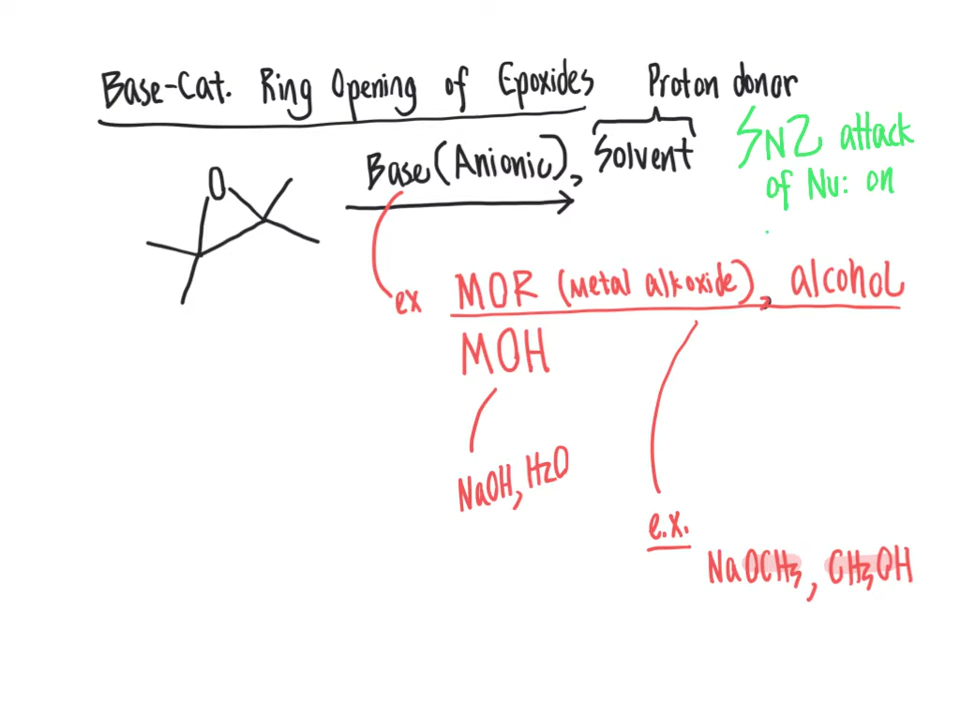 Base-Cat. Ring Opening of Epoxides
Proton donor
Base (Anionic), Solvent
SN2 attack
of Nu: on
O
ex MOR (Metal alkoxide), alcohol
MOH
NaOH, H2O
e.x.
NaOCH3, CH3OH